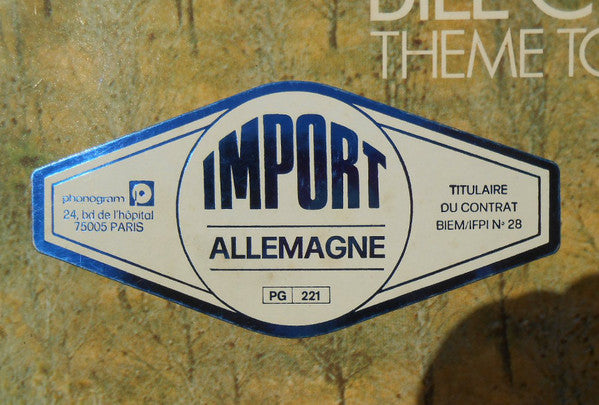 THEME TO
IMPORT
ALLEMAGNE
PG 221
phonogram
24, bd de l'hôpital
75005 PARIS
TITULAIRE
DU CONTRAT
BIEM/IFPI N° 28